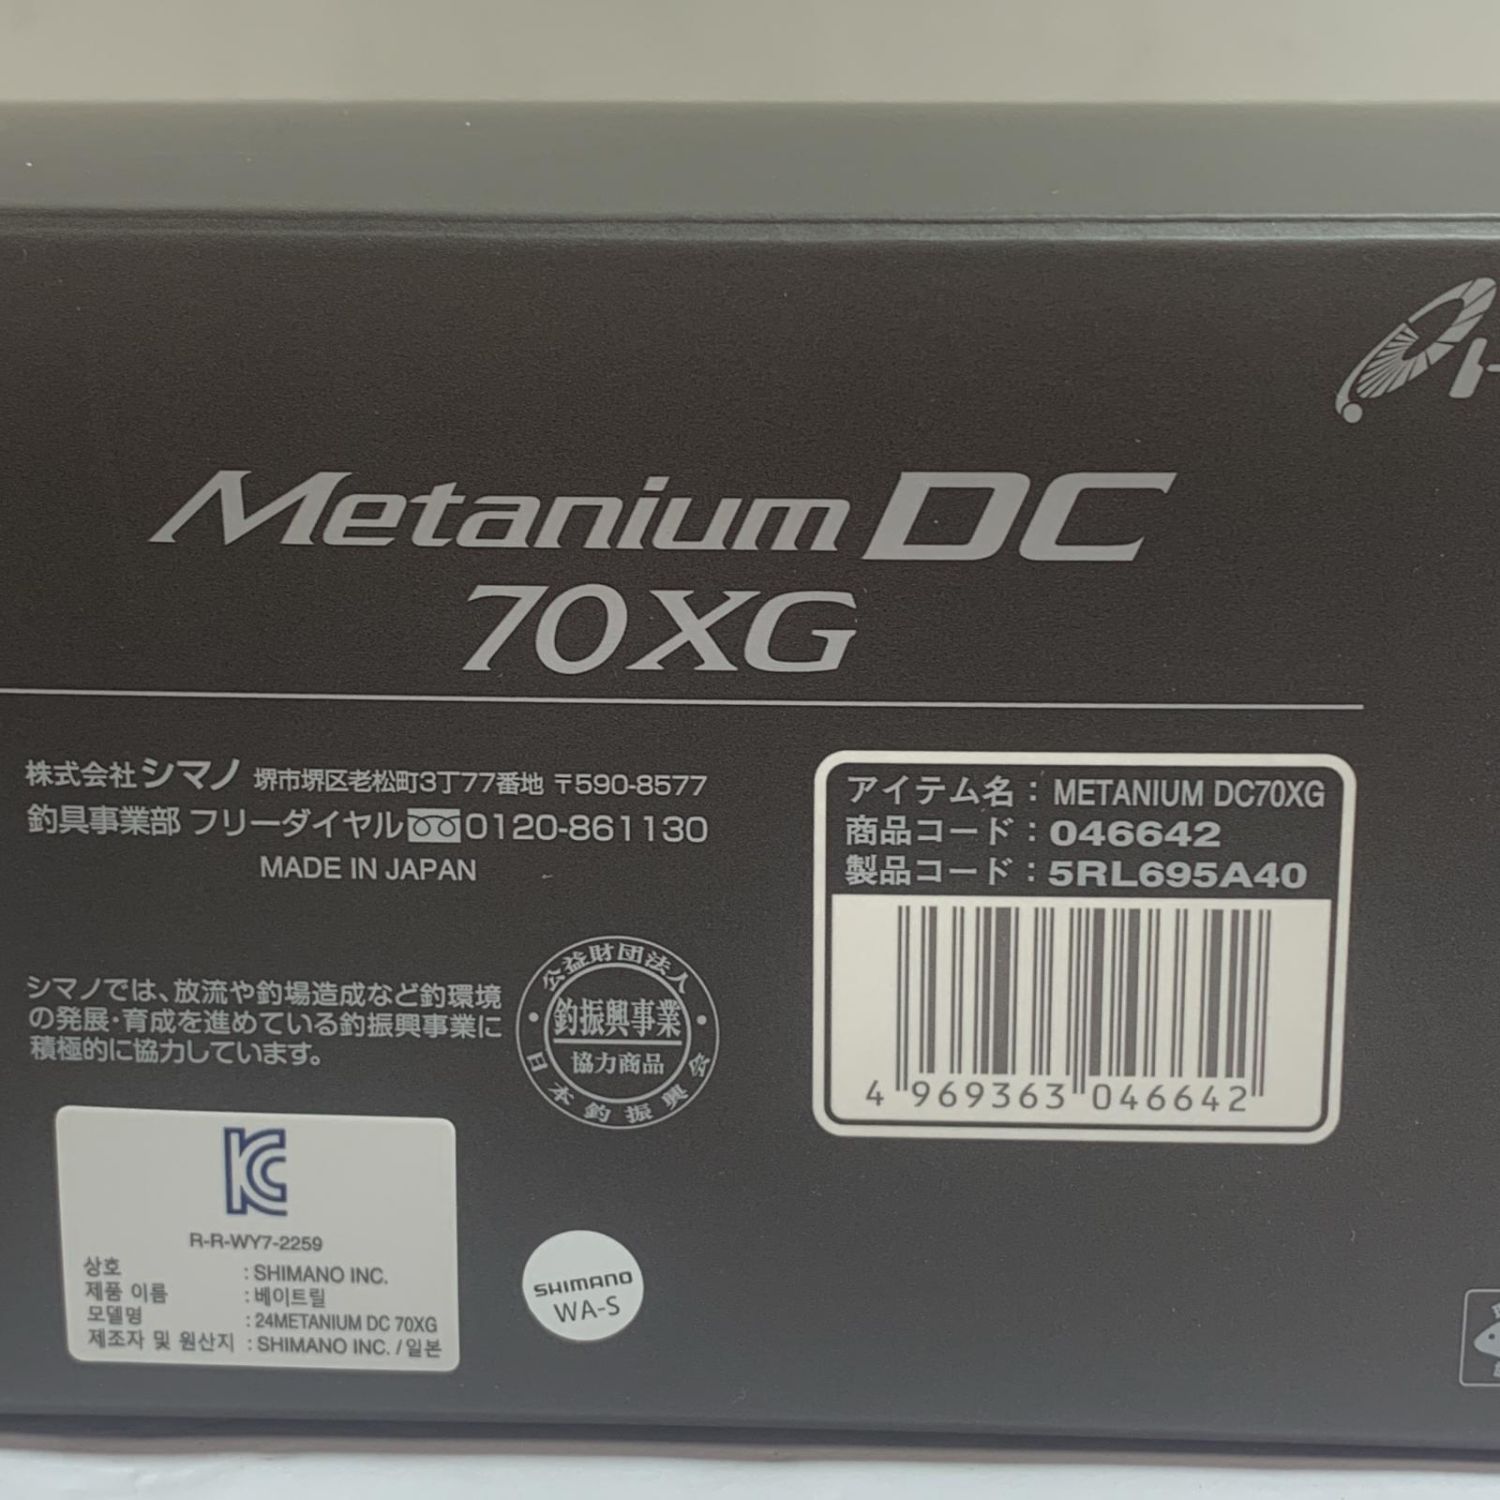 Metanium DC
70XG
株式会社シマノ 堺市堺区老松町3丁77番地 〒590-8577
釣具事業部 フリーダイヤル 0120-861130
MADE IN JAPAN
アイテム名：METANIUM DC70XG
商品コード：046642
製品コード：5RL695A40
4 969363 046642
シマノでは、放流や釣場造成など釣環境
の発展・育成を進めている釣振興事業に
積極的に協力しています。
公益財団法人
釣振興事業
協力商品
日本釣振興会
KC
R-R-WY7-2259
상호 : SHIMANO INC.
제품 이름 : 베이트릴
모델명 : 24METANIUM DC 70XG
제조자 및 원산지 : SHIMANO INC. / 일본
SHIMANO
WA-S